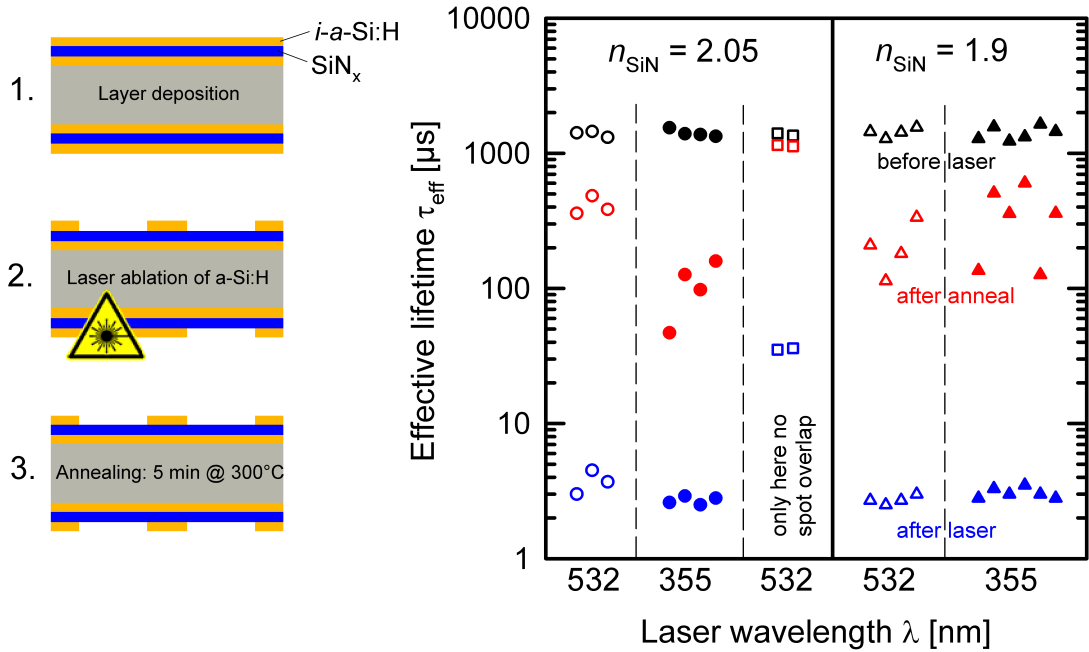 i-a-Si:H
SiNx
1.
Layer deposition
2.
Laser ablation of a-Si:H
3.
Annealing: 5 min @ 300°C
Effective lifetime τeff [µs]
10000
1000
100
10
1
nSiN = 2.05
nSiN = 1.9
before laser
after anneal
after laser
only here no
spot overlap
532
355
532
532
355
Laser wavelength λ [nm]